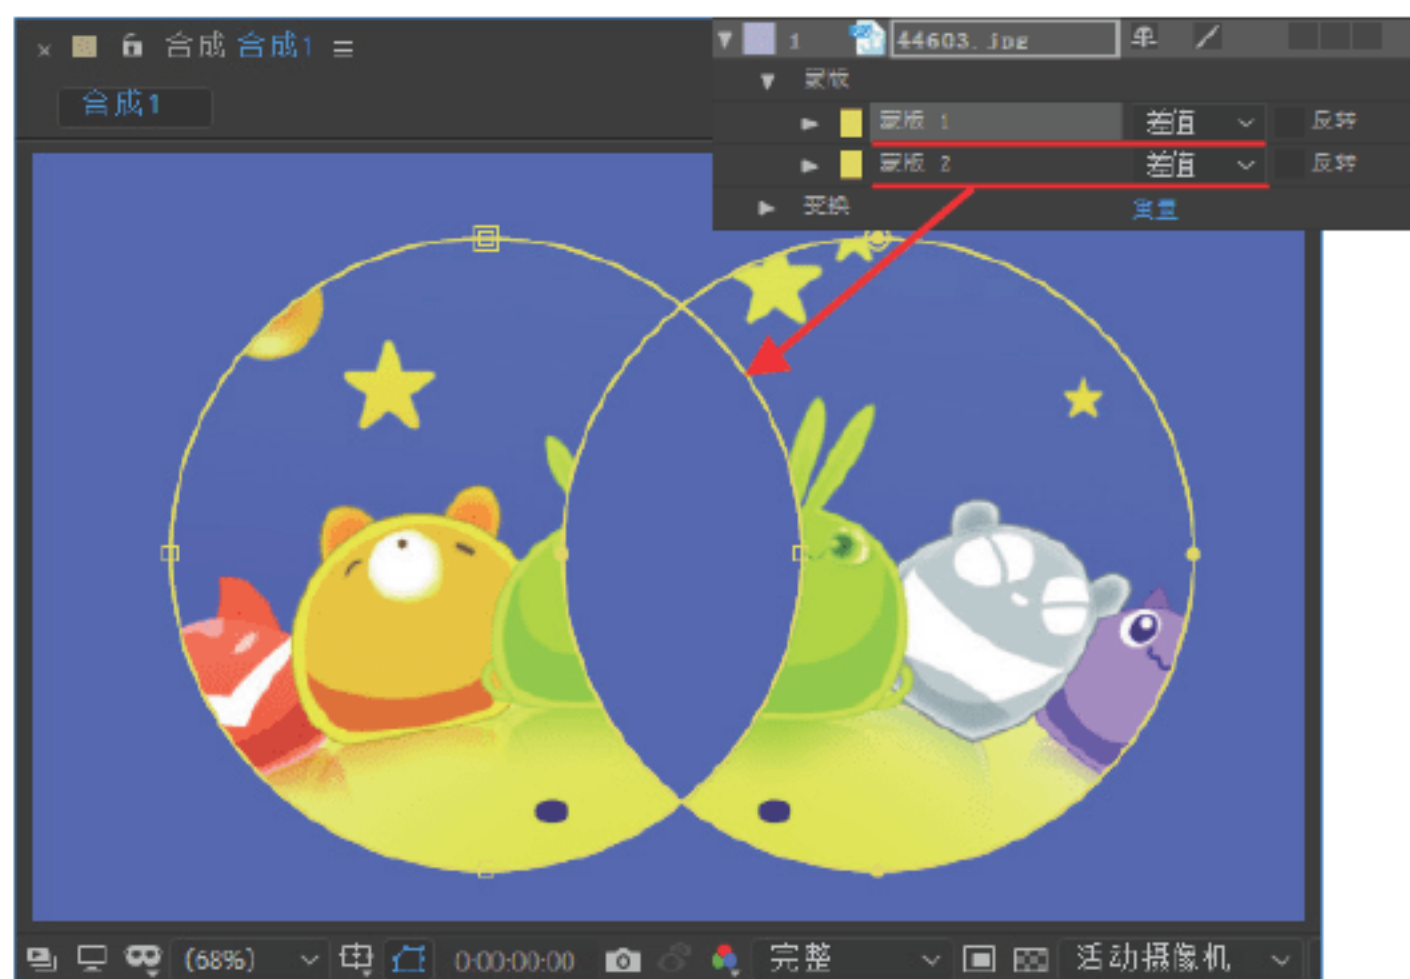 合成 合成1
合成1
1 44603.jpg
蒙版
蒙版 1 差值 反转
蒙版 2 差值 反转
变换 重置
(68%) 0:00:00:00 完整 活动摄像机